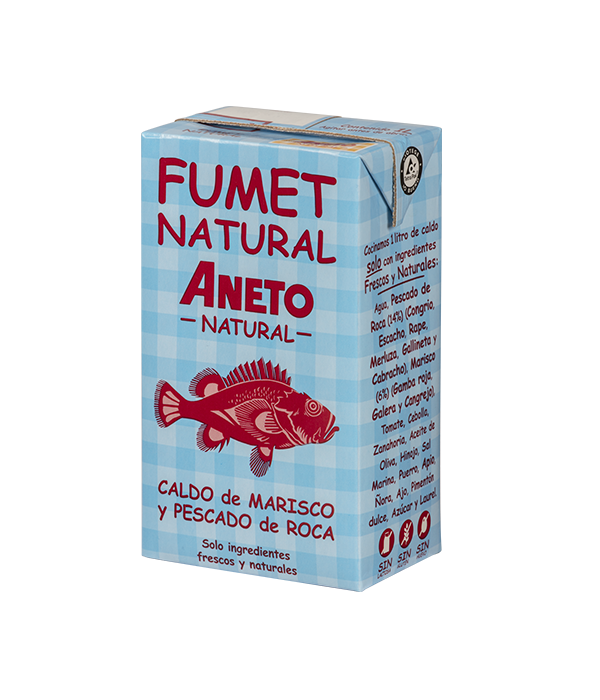 FUMET
NATURAL
ANETO
NATURAL
CALDO de MARISCO
y PESCADO de ROCA
Solo ingredientes
frescos y naturales
Cocinamos 1 litro de caldo
solo con ingredientes
Frescos y Naturales:
Agua, Pescado de
Roca (14%) (Congrio,
Escacho, Rape,
Merluza, Gallineta y
Cabracho), Marisco
(6%) (Gamba roja,
Galera y Cangrejo),
Tomate, Cebolla,
Zanahoria, Aceite de
Oliva, Hinojo, Sal
Marina, Puerro, Apio,
Ñora, Ajo, Pimentón
dulce, Azúcar y Laurel.
SIN SIN SIN